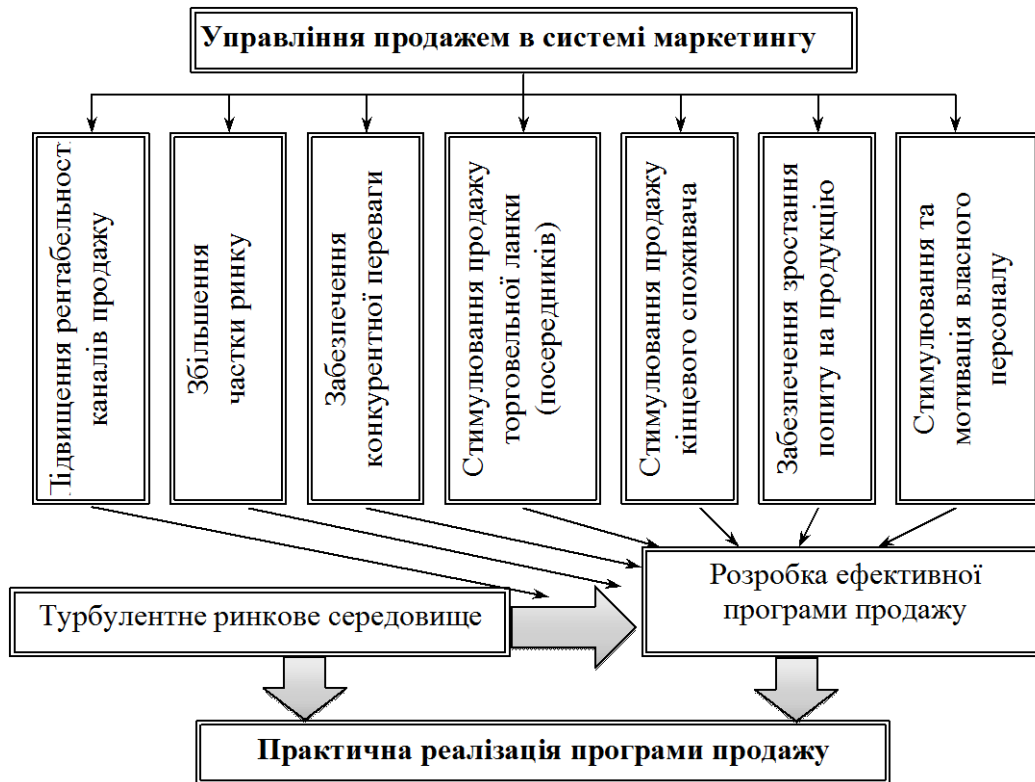 Управління продажем в системі маркетингу
Підвищення рентабельност
каналів продажу
Збільшення
частки ринку
Забезпечення
конкурентної переваги
Стимулювання продажу
торговельної ланки
(посередників)
Стимулювання продажу
кінцевого споживача
Забезпечення зростання
попиту на продукцію
Стимулювання та
мотивація власного
персоналу
Турбулентне ринкове середовище
Розробка ефективної
програми продажу
Практична реалізація програми продажу